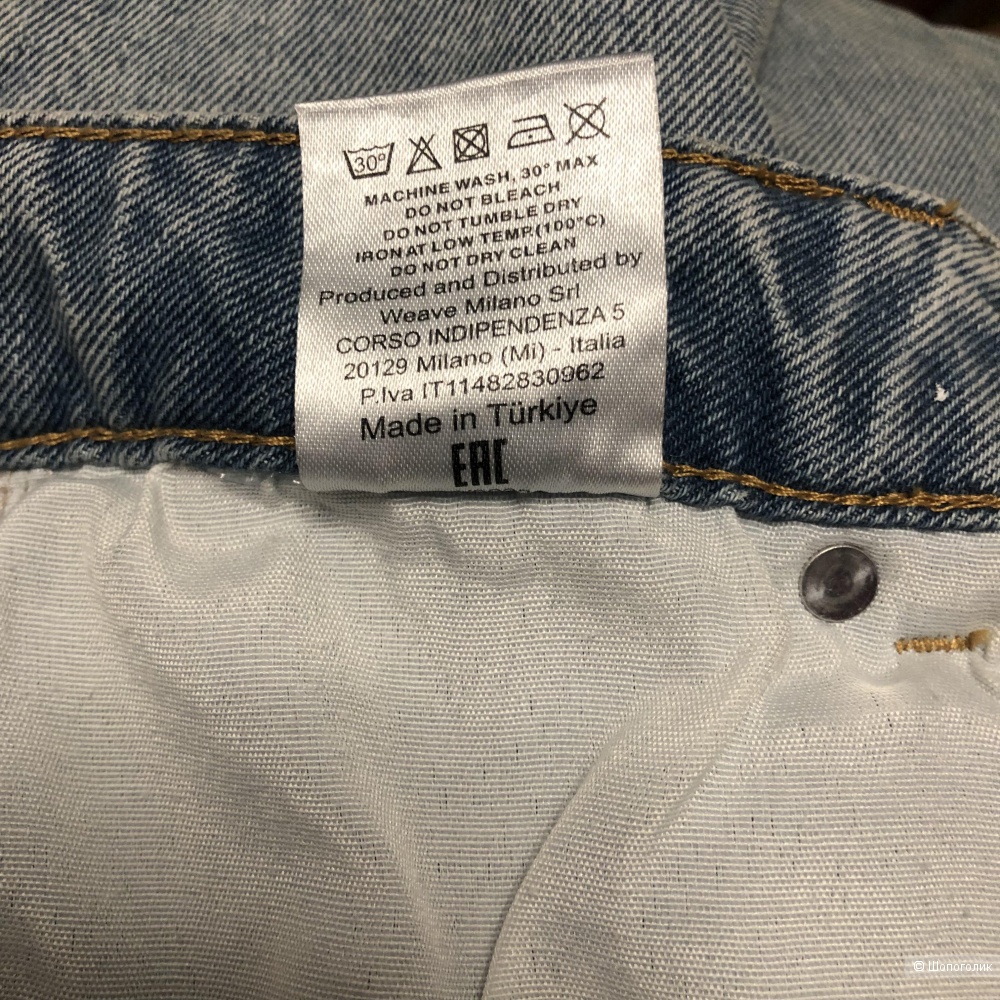 30°
MACHINE WASH, 30° MAX
DO NOT BLEACH
DO NOT TUMBLE DRY
IRON AT LOW TEMP.(100°C)
DO NOT DRY CLEAN
Produced and Distributed by
Weave Milano Srl
CORSO INDIPENDENZA 5
20129 Milano (Mi) - Italia
P.Iva IT11482830962
Made in Türkiye
EAC
© Шопоголик